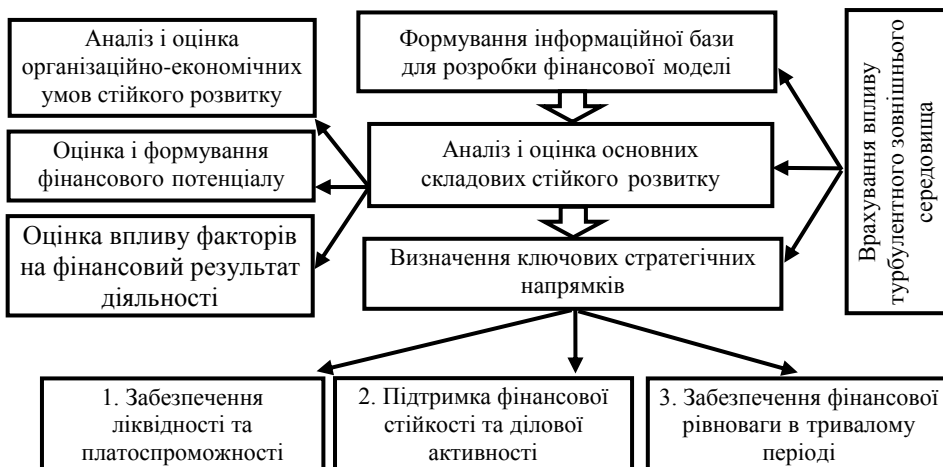 Аналіз і оцінка
організаційно-економічних
умов стійкого розвитку
Формування інформаційної бази
для розробки фінансової моделі
Врахування впливу
турбулентного зовнішнього
середовища
Оцінка і формування
фінансового потенціалу
Аналіз і оцінка основних
складових стійкого розвитку
Оцінка впливу факторів
на фінансовий результат
діяльності
Визначення ключових стратегічних
напрямків
1. Забезпечення
ліквідності та
платоспроможності
2. Підтримка фінансової
стійкості та ділової
активності
3. Забезпечення фінансової
рівноваги в тривалому
періоді